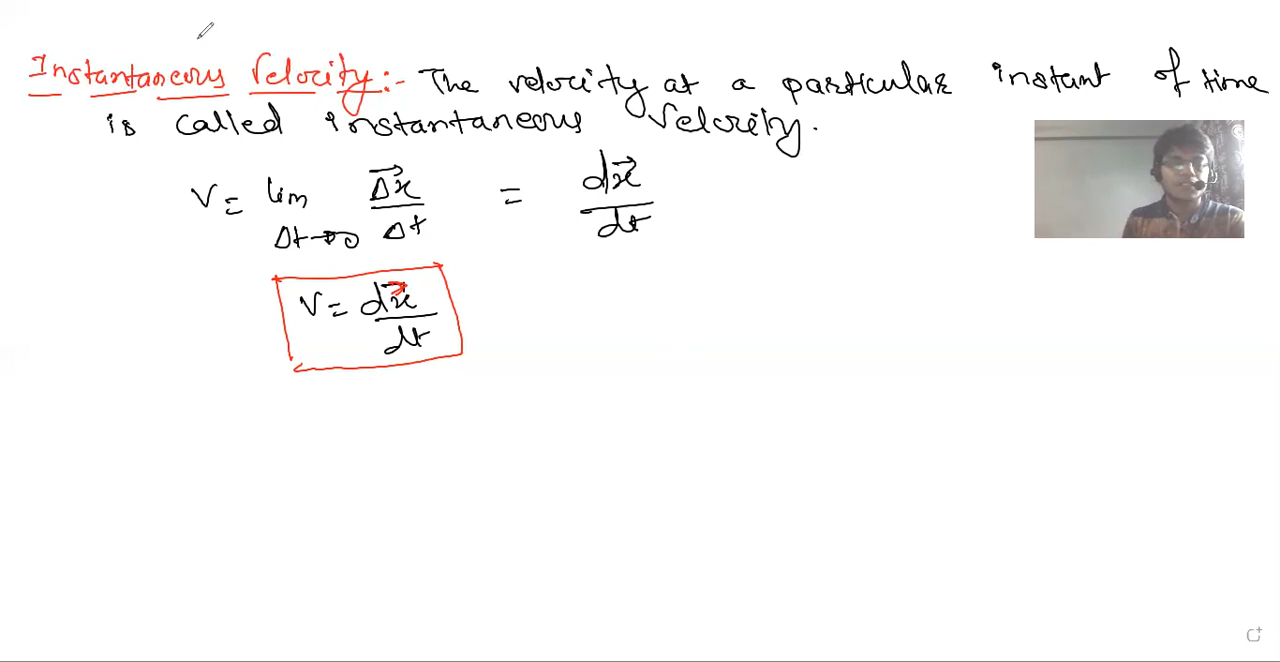 Instantaneous Velocity:- The velocity at a particular instant of time
is called instantaneous Velocity.
V = lim Δt→0 Δx⃗/Δt = dx⃗/dt
V = dx⃗/dt